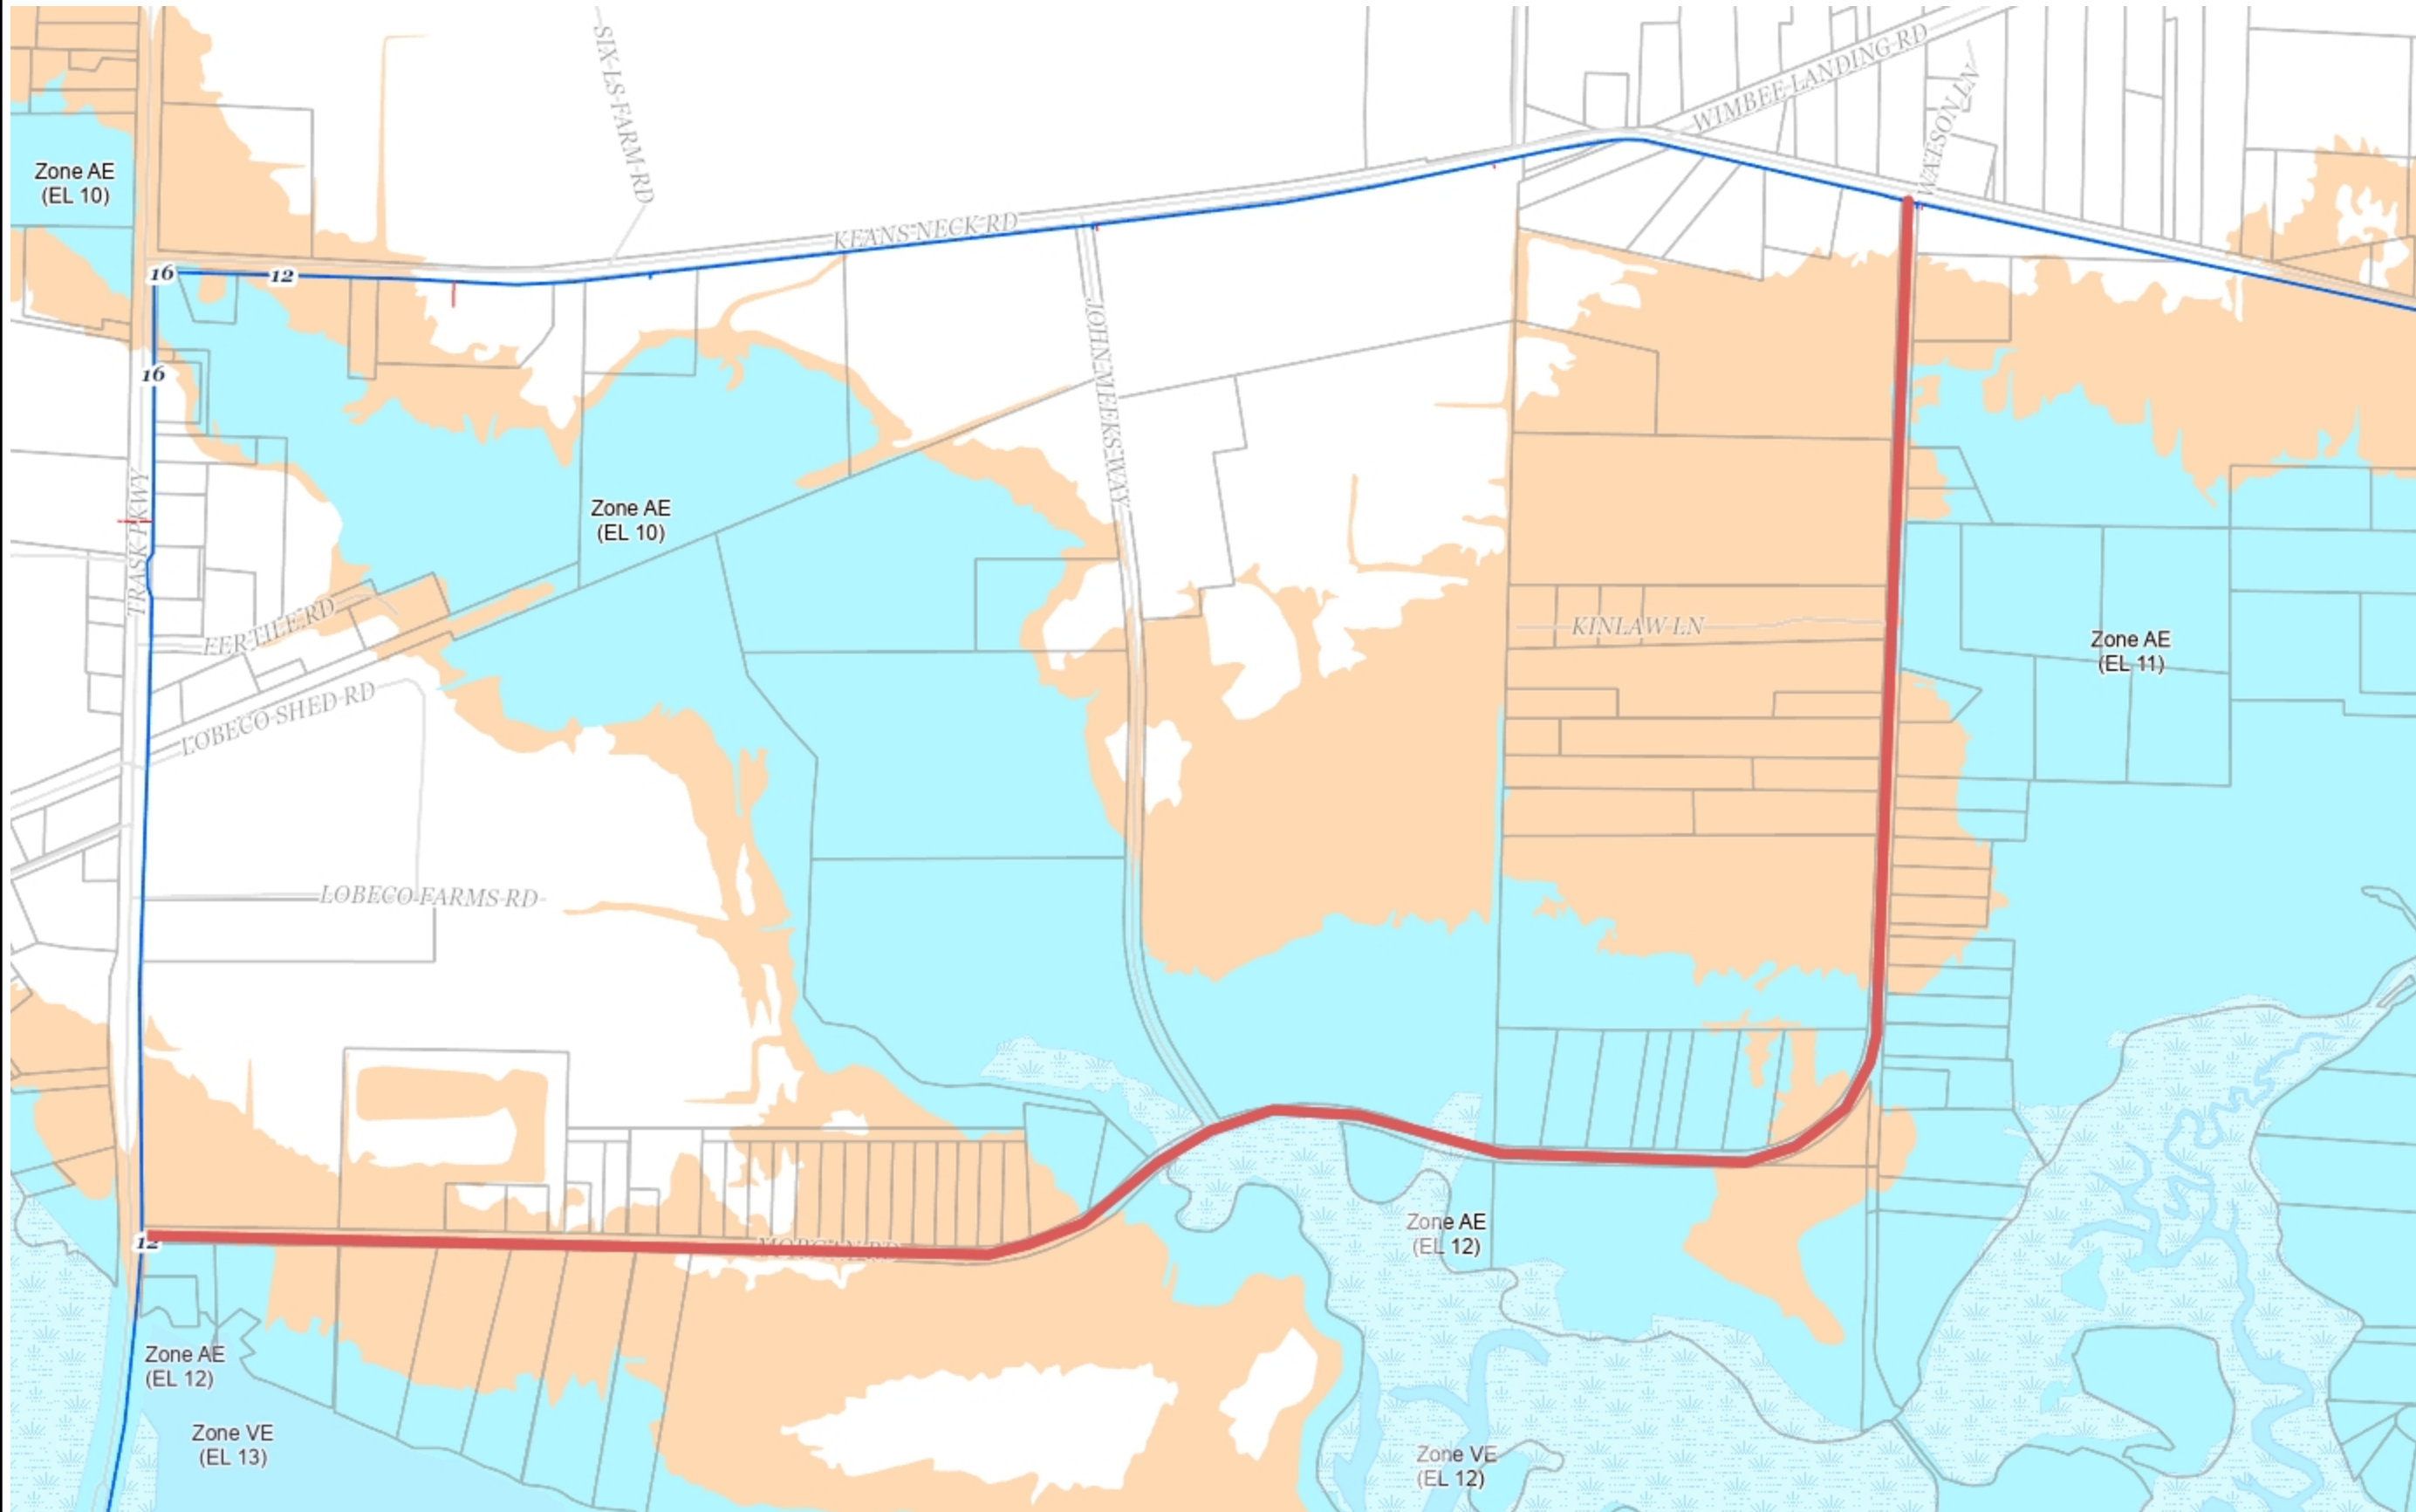 SIX-LS-FARM-RD
WIMBEE LANDING RD
WATSON LN
Zone AE
(EL 10)
KEANS NECK RD
16
12
16
JOHN MEEKS WAY
TRASK PKWY
Zone AE
(EL 10)
FERTILE RD
KINLAW LN
Zone AE
(EL 11)
LOBECO SHED RD
LOBECO FARMS RD
12
MORGAN RD
Zone AE
(EL 12)
Zone AE
(EL 12)
Zone VE
(EL 13)
Zone VE
(EL 12)